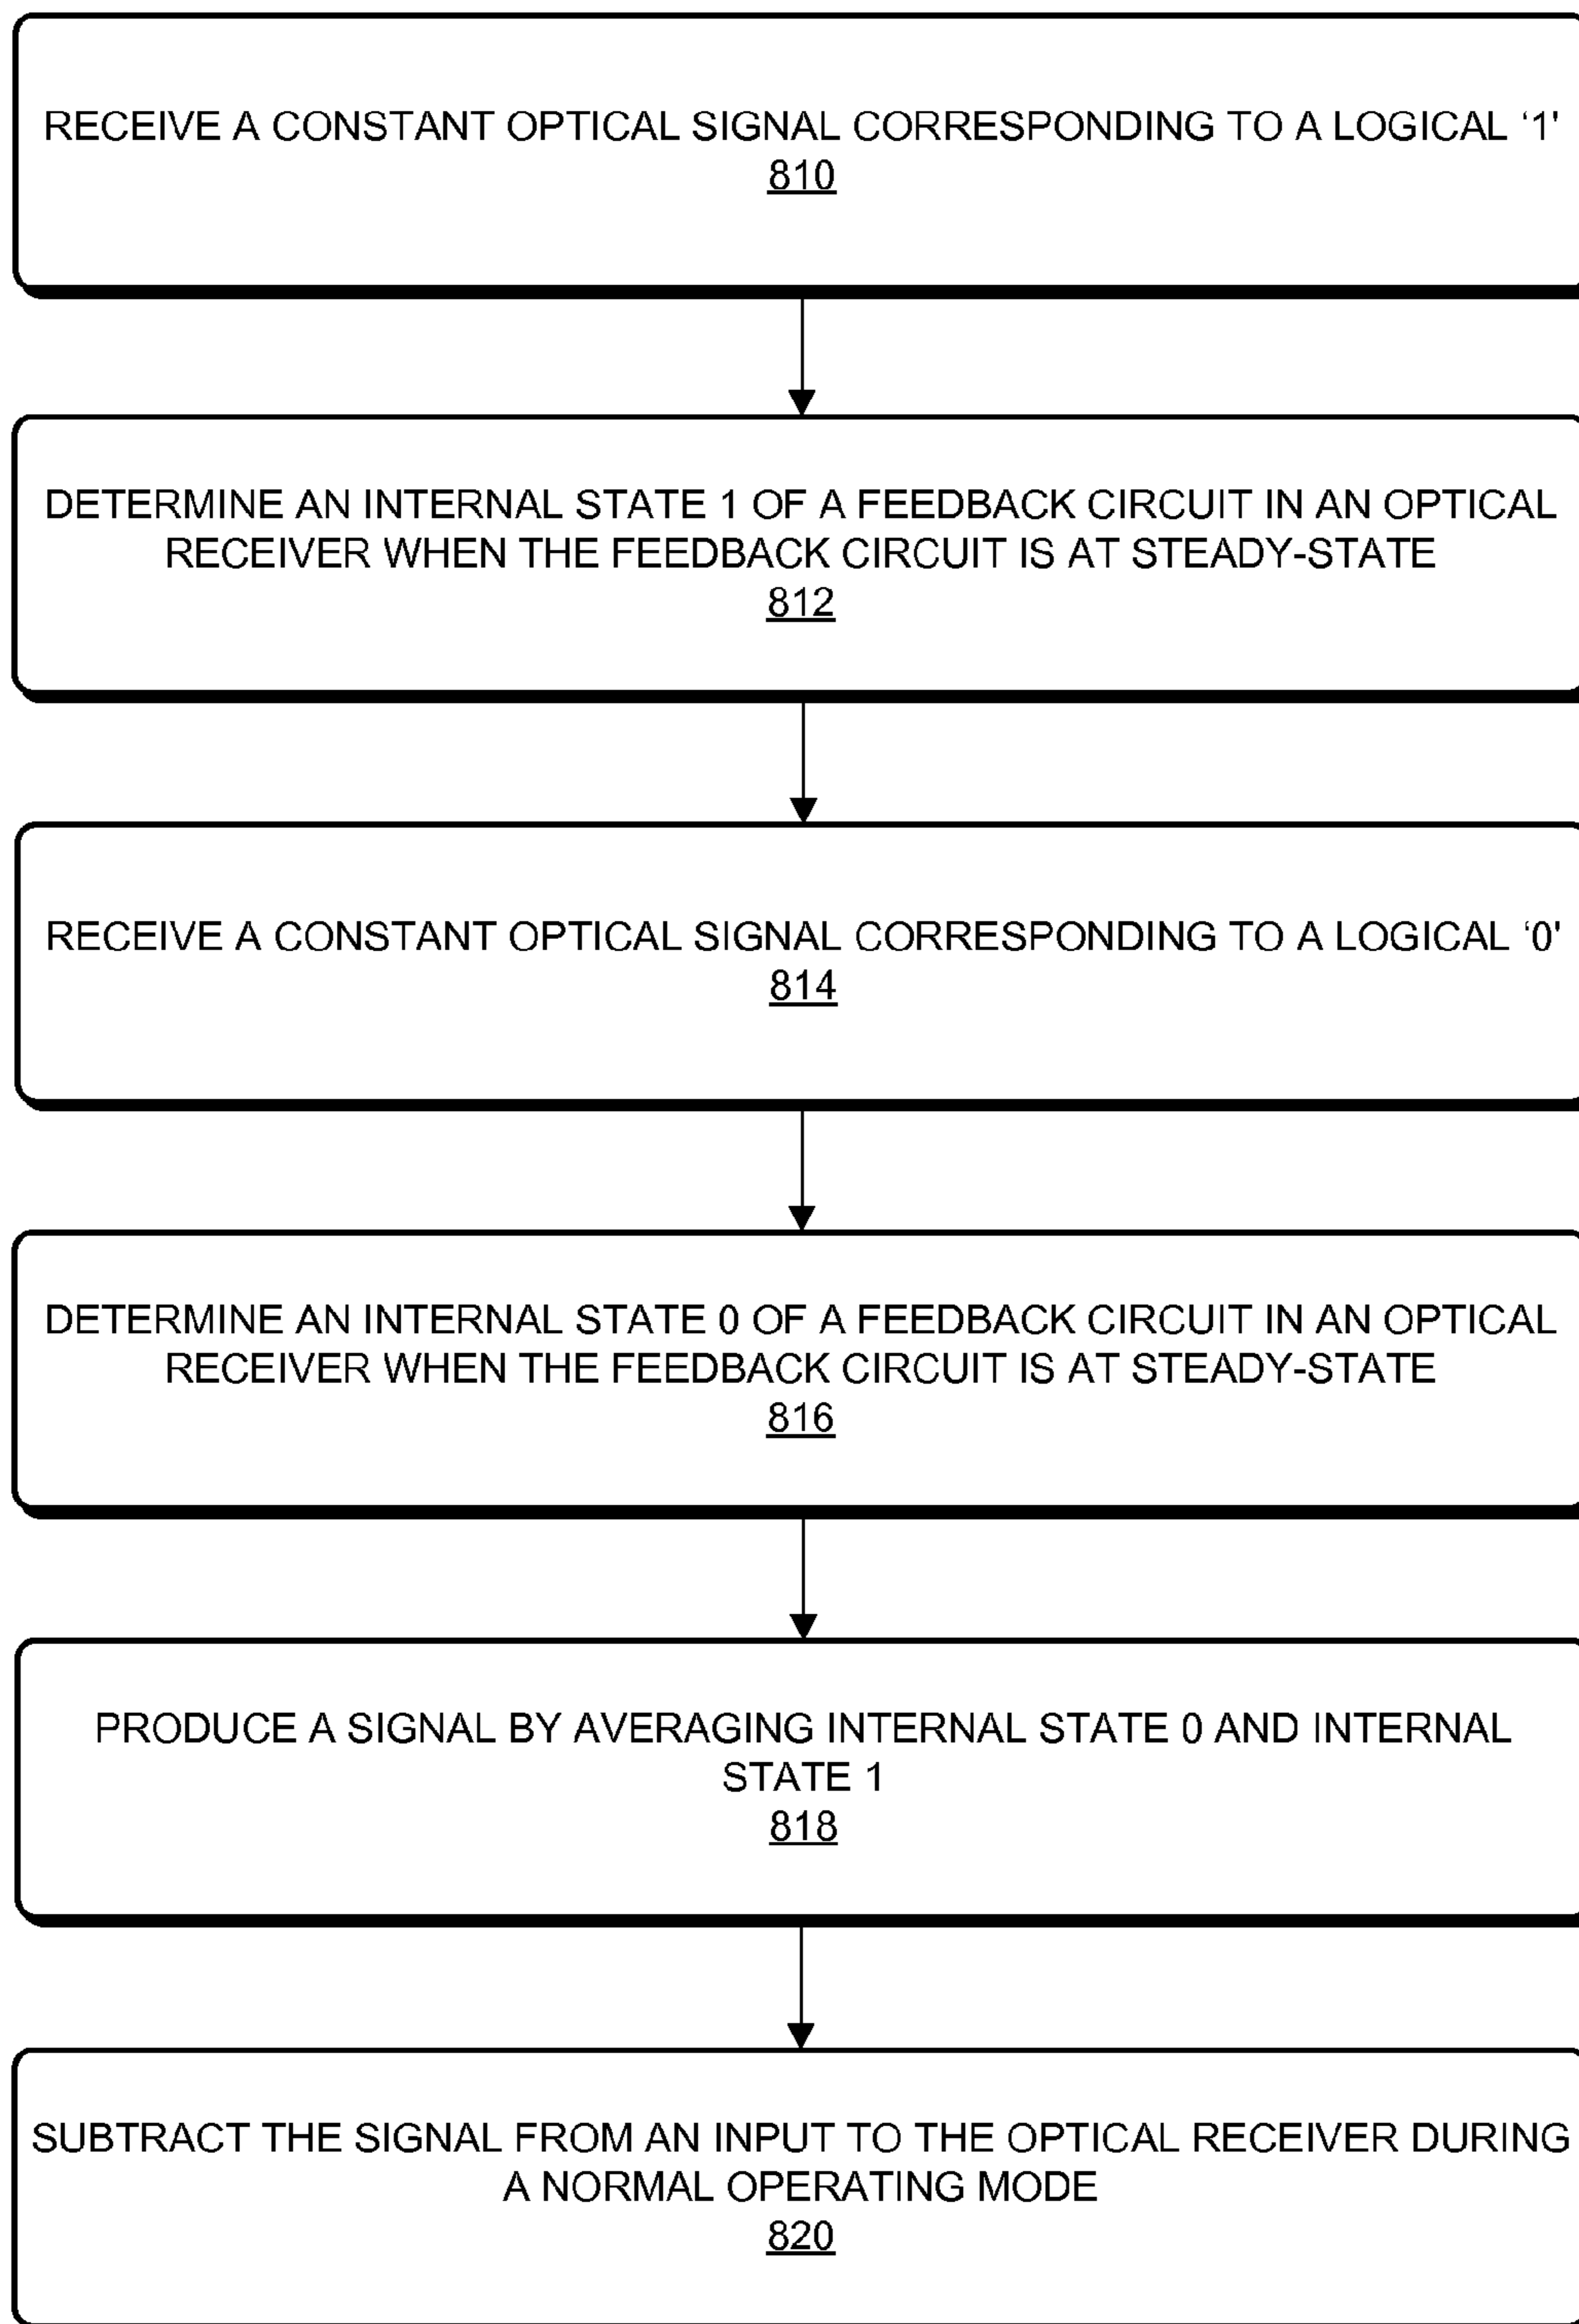 RECEIVE A CONSTANT OPTICAL SIGNAL CORRESPONDING TO A LOGICAL ‘1'
810
DETERMINE AN INTERNAL STATE 1 OF A FEEDBACK CIRCUIT IN AN OPTICAL
RECEIVER WHEN THE FEEDBACK CIRCUIT IS AT STEADY-STATE
812
RECEIVE A CONSTANT OPTICAL SIGNAL CORRESPONDING TO A LOGICAL ‘0'
814
DETERMINE AN INTERNAL STATE 0 OF A FEEDBACK CIRCUIT IN AN OPTICAL
RECEIVER WHEN THE FEEDBACK CIRCUIT IS AT STEADY-STATE
816
PRODUCE A SIGNAL BY AVERAGING INTERNAL STATE 0 AND INTERNAL
STATE 1
818
SUBTRACT THE SIGNAL FROM AN INPUT TO THE OPTICAL RECEIVER DURING
A NORMAL OPERATING MODE
820